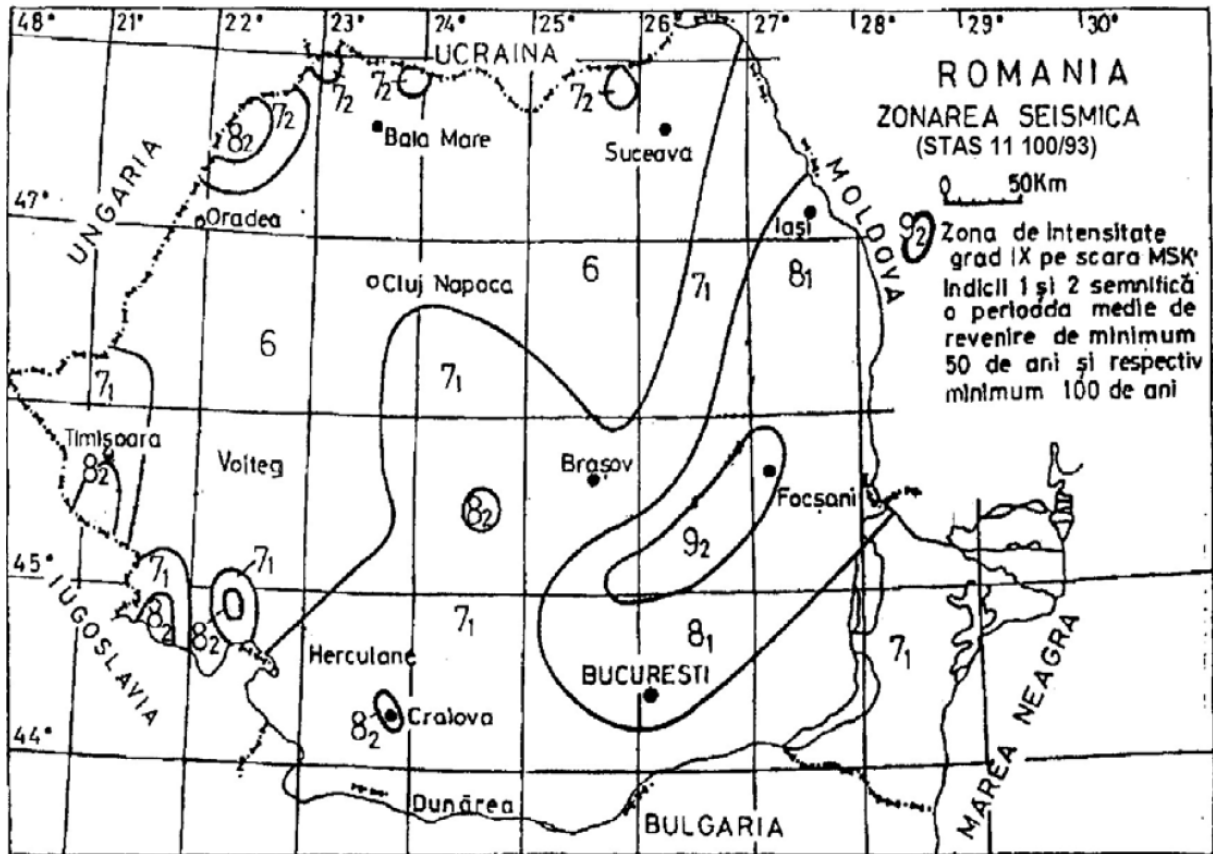 48° 21° 22° 23° 24° 25° 26° 27° 28° 29° 30°
UCRAINA
ROMANIA
ZONAREA SEISMICA
(STAS 11 100/93)
0 50Km
9₂
Zona de intensitate
grad IX pe scara MSK.
Indicii 1 și 2 semnifică
o perioada medie de
revenire de minimum
50 de ani și respectiv
minimum 100 de ani
7₂
7₂
7₂
7₂
8₂
Baia Mare
Suceava
UNGARIA
MOLDOVA
47°
Oradea
Iași
Cluj Napoca
6
7₁
8₁
6
7₁
7₁
Timișoara
8₂
Volteg
Brașov
8₂
Focșani
9₂
45°
7₁
7₁
8₂
8₂
7₁
8₁
7₁
IUGOSLAVIA
Herculane
BUCURESTI
8₂
Craiova
44°
Dunărea
BULGARIA
MAREA NEAGRA